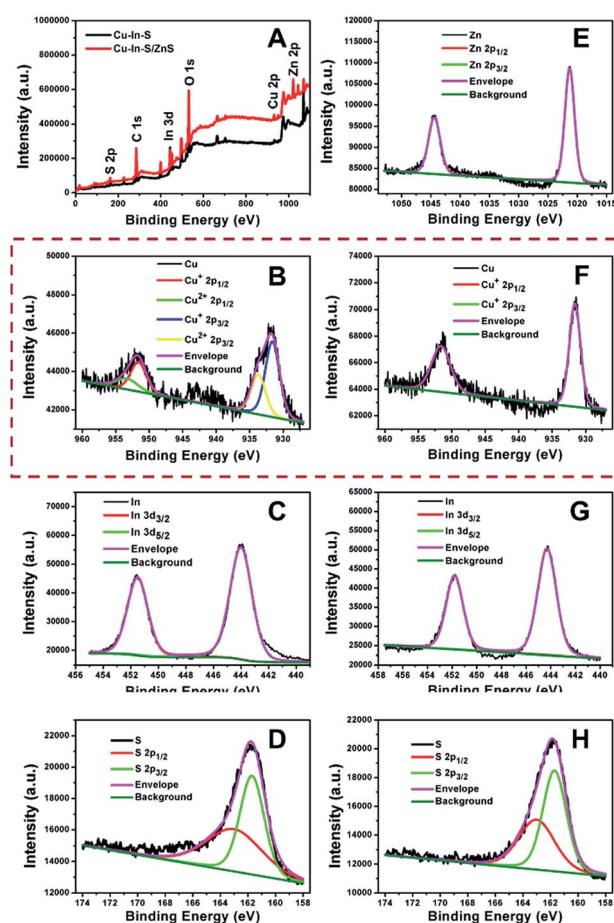 A
Cu-In-S
Cu-In-S/ZnS
S 2p
C 1s
In 3d
O 1s
Cu 2p
Zn 2p
1000000
800000
600000
400000
200000
0
0 200 400 600 800 1000
Intensity (a.u.)
Binding Energy (eV)
E
Zn
Zn 2p1/2
Zn 2p3/2
Envelope
Background
120000
115000
110000
105000
100000
95000
90000
85000
80000
1050 1045 1040 1035 1030 1025 1020 1015
Intensity (a.u.)
Binding Energy (eV)
B
Cu
Cu+ 2p1/2
Cu2+ 2p1/2
Cu+ 2p3/2
Cu2+ 2p3/2
Envelope
Background
50000
48000
46000
44000
42000
960 955 950 945 940 935 930
Intensity (a.u.)
Binding Energy (eV)
F
Cu
Cu+ 2p1/2
Cu+ 2p3/2
Envelope
Background
74000
72000
70000
68000
66000
64000
62000
960 955 950 945 940 935 930
Intensity (a.u.)
Binding Energy (eV)
C
In
In 3d3/2
In 3d5/2
Envelope
Background
70000
60000
50000
40000
30000
20000
456 454 452 450 448 446 444 442 440
Intensity (a.u.)
Binding Energy (eV)
G
In
In 3d3/2
In 3d5/2
Envelope
Background
65000
60000
55000
50000
45000
40000
35000
30000
25000
20000
458 456 454 452 450 448 446 444 442 440
Intensity (a.u.)
Binding Energy (eV)
D
S
S 2p1/2
S 2p3/2
Envelope
Background
24000
22000
20000
18000
16000
14000
12000
174 172 170 168 166 164 162 160 158
Intensity (a.u.)
Binding Energy (eV)
H
S
S 2p1/2
S 2p3/2
Envelope
Background
22000
20000
18000
16000
14000
12000
10000
174 172 170 168 166 164 162 160 158
Intensity (a.u.)
Binding Energy (eV)